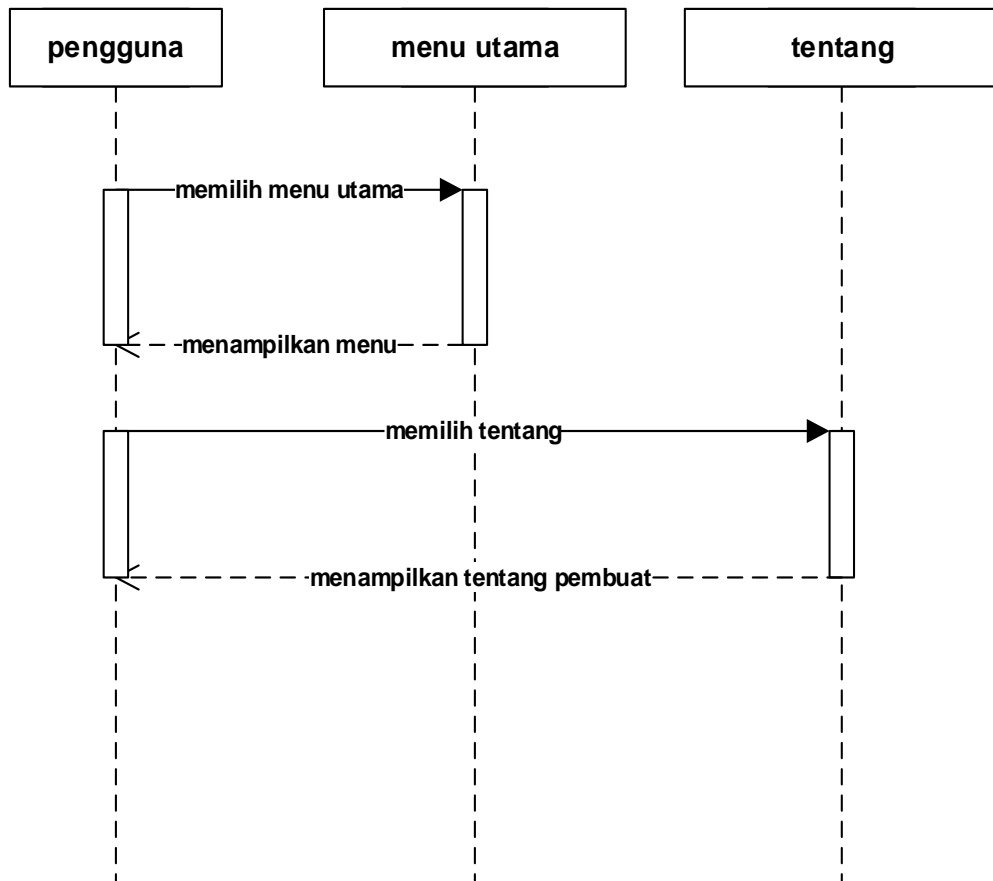 pengguna
menu utama
tentang
memilih menu utama
menampilkan menu
memilih tentang
menampilkan tentang pembuat